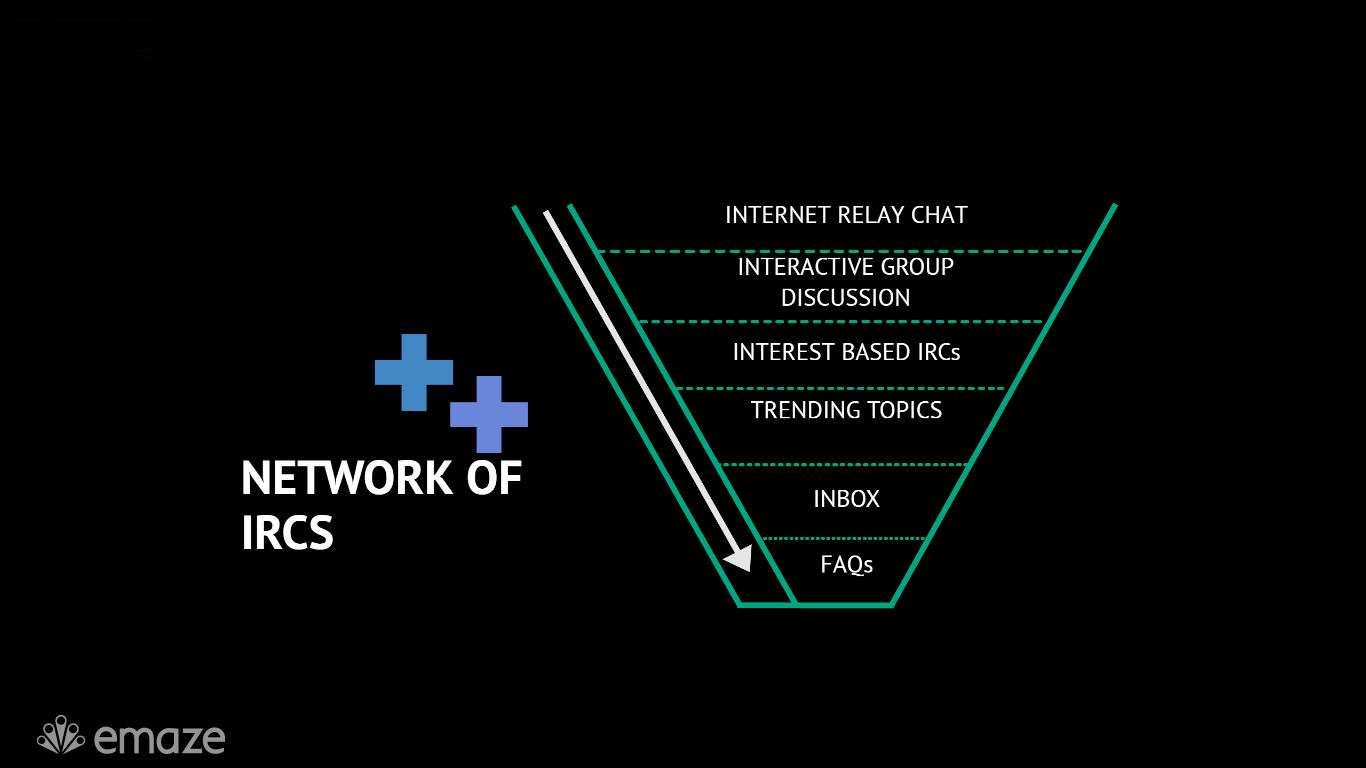 INTERNET RELAY CHAT
INTERACTIVE GROUP
DISCUSSION
INTEREST BASED IRCs
TRENDING TOPICS
INBOX
FAQs
NETWORK OF
IRCS
emaze